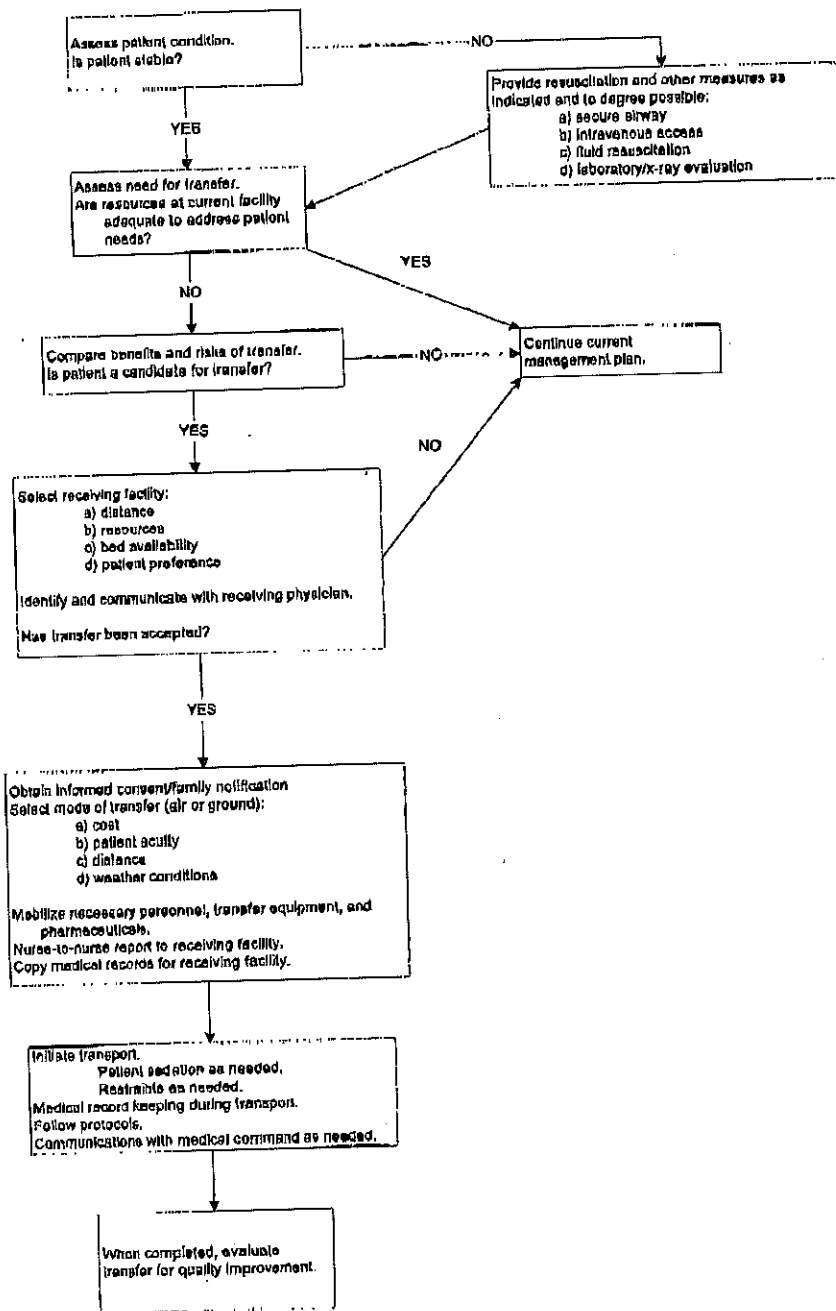 Assess patient condition.
Is patient stable?
NO
Provide resuscitation and other measures as
indicated and to degree possible:
a) secure airway
b) intravenous access
c) fluid resuscitation
d) laboratory/x-ray evaluation
YES
Assess need for transfer.
Are resources at current facility
adequate to address patient
needs?
YES
NO
Compare benefits and risks of transfer.
Is patient a candidate for transfer?
NO
Continue current
management plan.
YES
NO
Select receiving facility:
a) distance
b) resources
c) bed availability
d) patient preference
Identify and communicate with receiving physician.
Has transfer been accepted?
YES
Obtain informed consent/family notification
Select mode of transfer (air or ground):
a) cost
b) patient acuity
c) distance
d) weather conditions
Mobilize necessary personnel, transfer equipment, and
pharmaceuticals.
Nurse-to-nurse report to receiving facility.
Copy medical records for receiving facility.
Initiate transport.
Patient sedation as needed.
Restraints as needed.
Medical record keeping during transport.
Follow protocols.
Communications with medical command as needed.
When completed, evaluate
transfer for quality improvement.